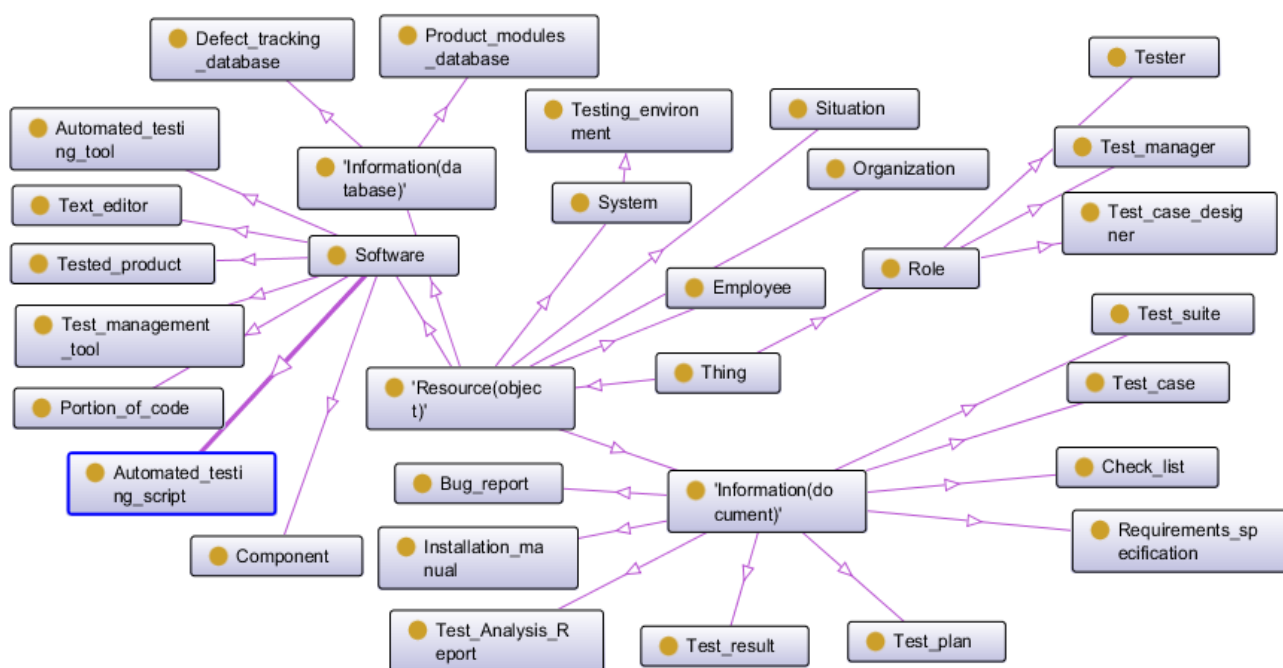 Defect_tracking
_database
Product_modules
_database
Tester
Automated_testi
ng_tool
Testing_environ
ment
Situation
'Information(da
tabase)'
Test_manager
Organization
Text_editor
System
Test_case_desig
ner
Tested_product
Software
Role
Employee
Test_management
_tool
Test_suite
'Resource(objec
t)'
Thing
Test_case
Portion_of_code
Automated_testi
ng_script
Bug_report
'Information(do
cument)'
Check_list
Installation_ma
nual
Requirements_sp
ecification
Component
Test_Analysis_R
eport
Test_result
Test_plan